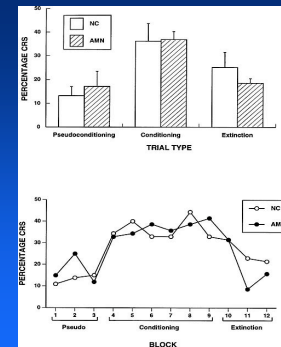 50
NC
40
AMN
30
20
10
0
PERCENTAGE CRS
Pseudoconditioning Conditioning Extinction
TRIAL TYPE
50
NC
AM
40
30
20
10
0
PERCENTAGE CRS
1 2 3 4 5 6 7 8 9 10 11 12
Pseudo Conditioning Extinction
BLOCK